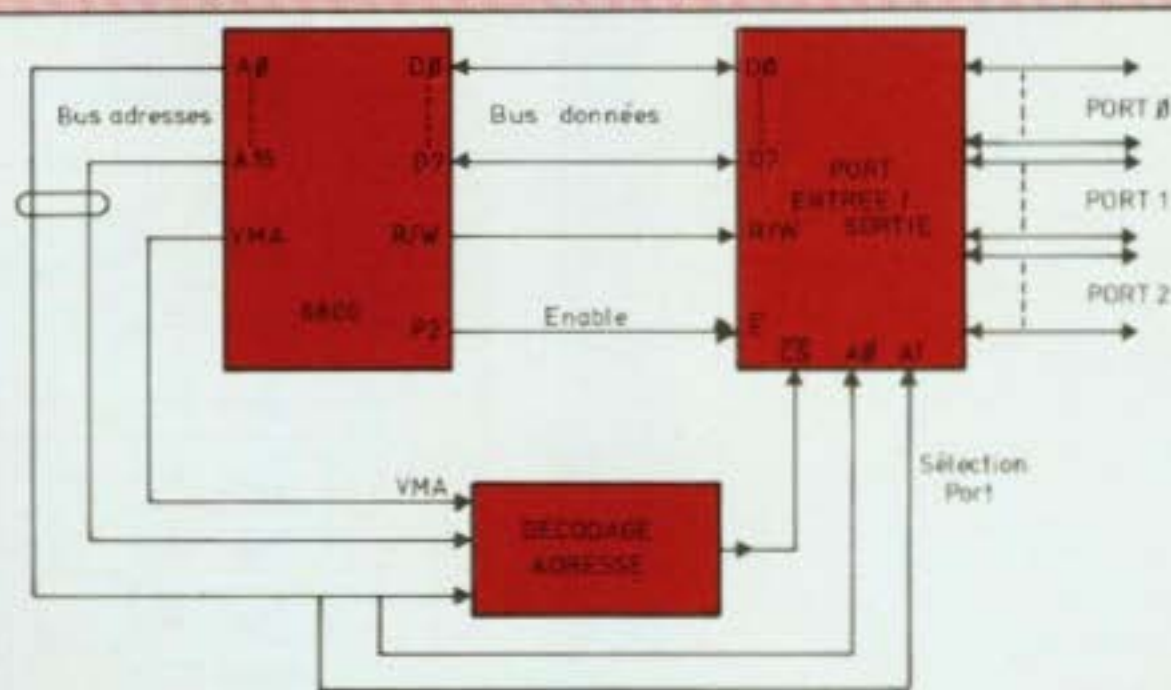 AØ
DØ
DØ
Bus adresses
Bus données
PORT Ø
A15
D7
D7
PORT
ENTREE /
SORTIE
PORT 1
VMA
R/W
R/W
PORT 2
6800
P2
Enable
E
CS
AØ
A1
Sélection
Port
VMA
DECODAGE
ADRESSE